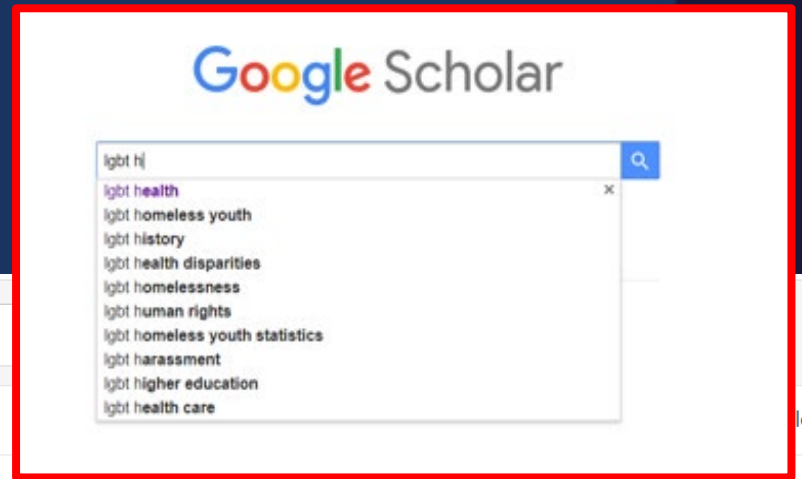 Google Scholar
lgbt h
lgbt health
lgbt homeless youth
lgbt history
lgbt health disparities
lgbt homelessness
lgbt human rights
lgbt homeless youth statistics
lgbt harassment
lgbt higher education
lgbt health care